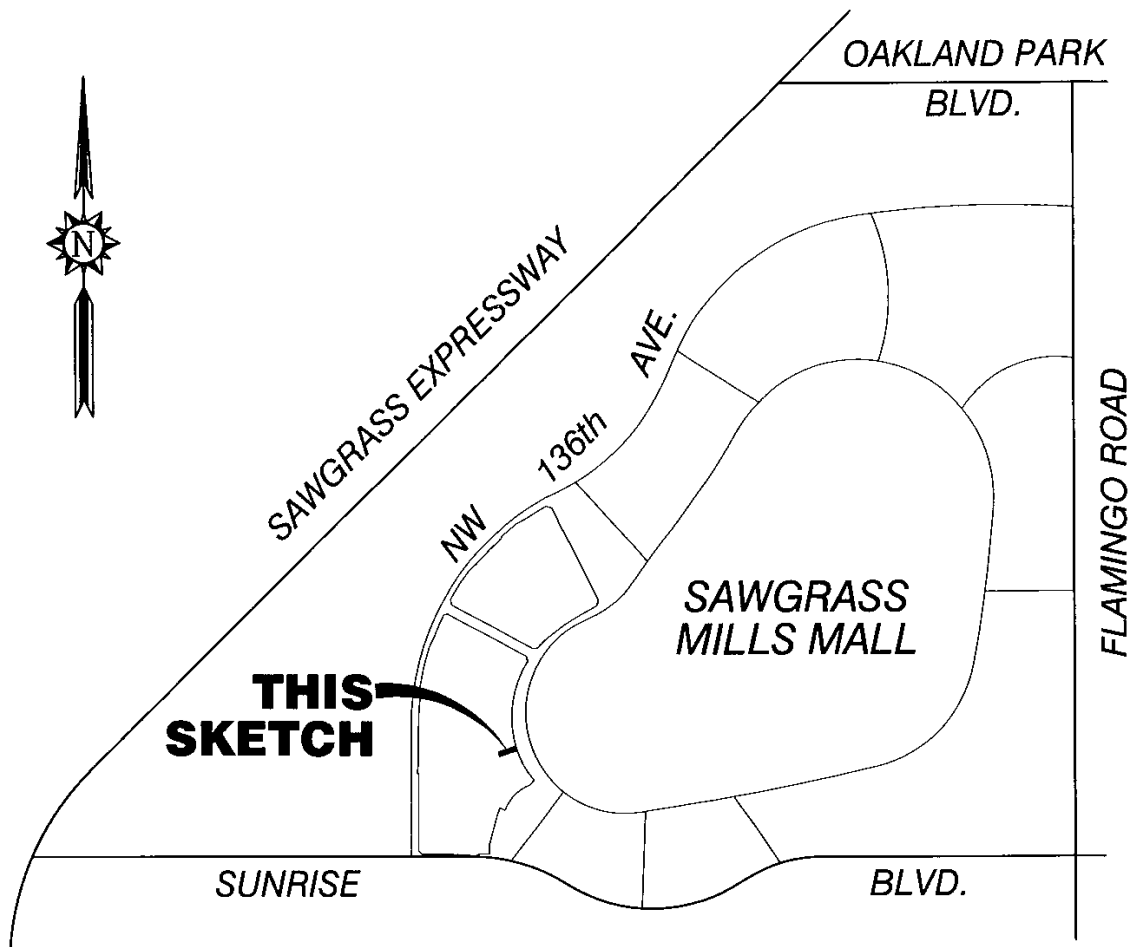 OAKLAND PARK
BLVD.
N
SAWGRASS EXPRESSWAY
NW 136th AVE.
FLAMINGO ROAD
SAWGRASS
MILLS MALL
THIS
SKETCH
SUNRISE BLVD.